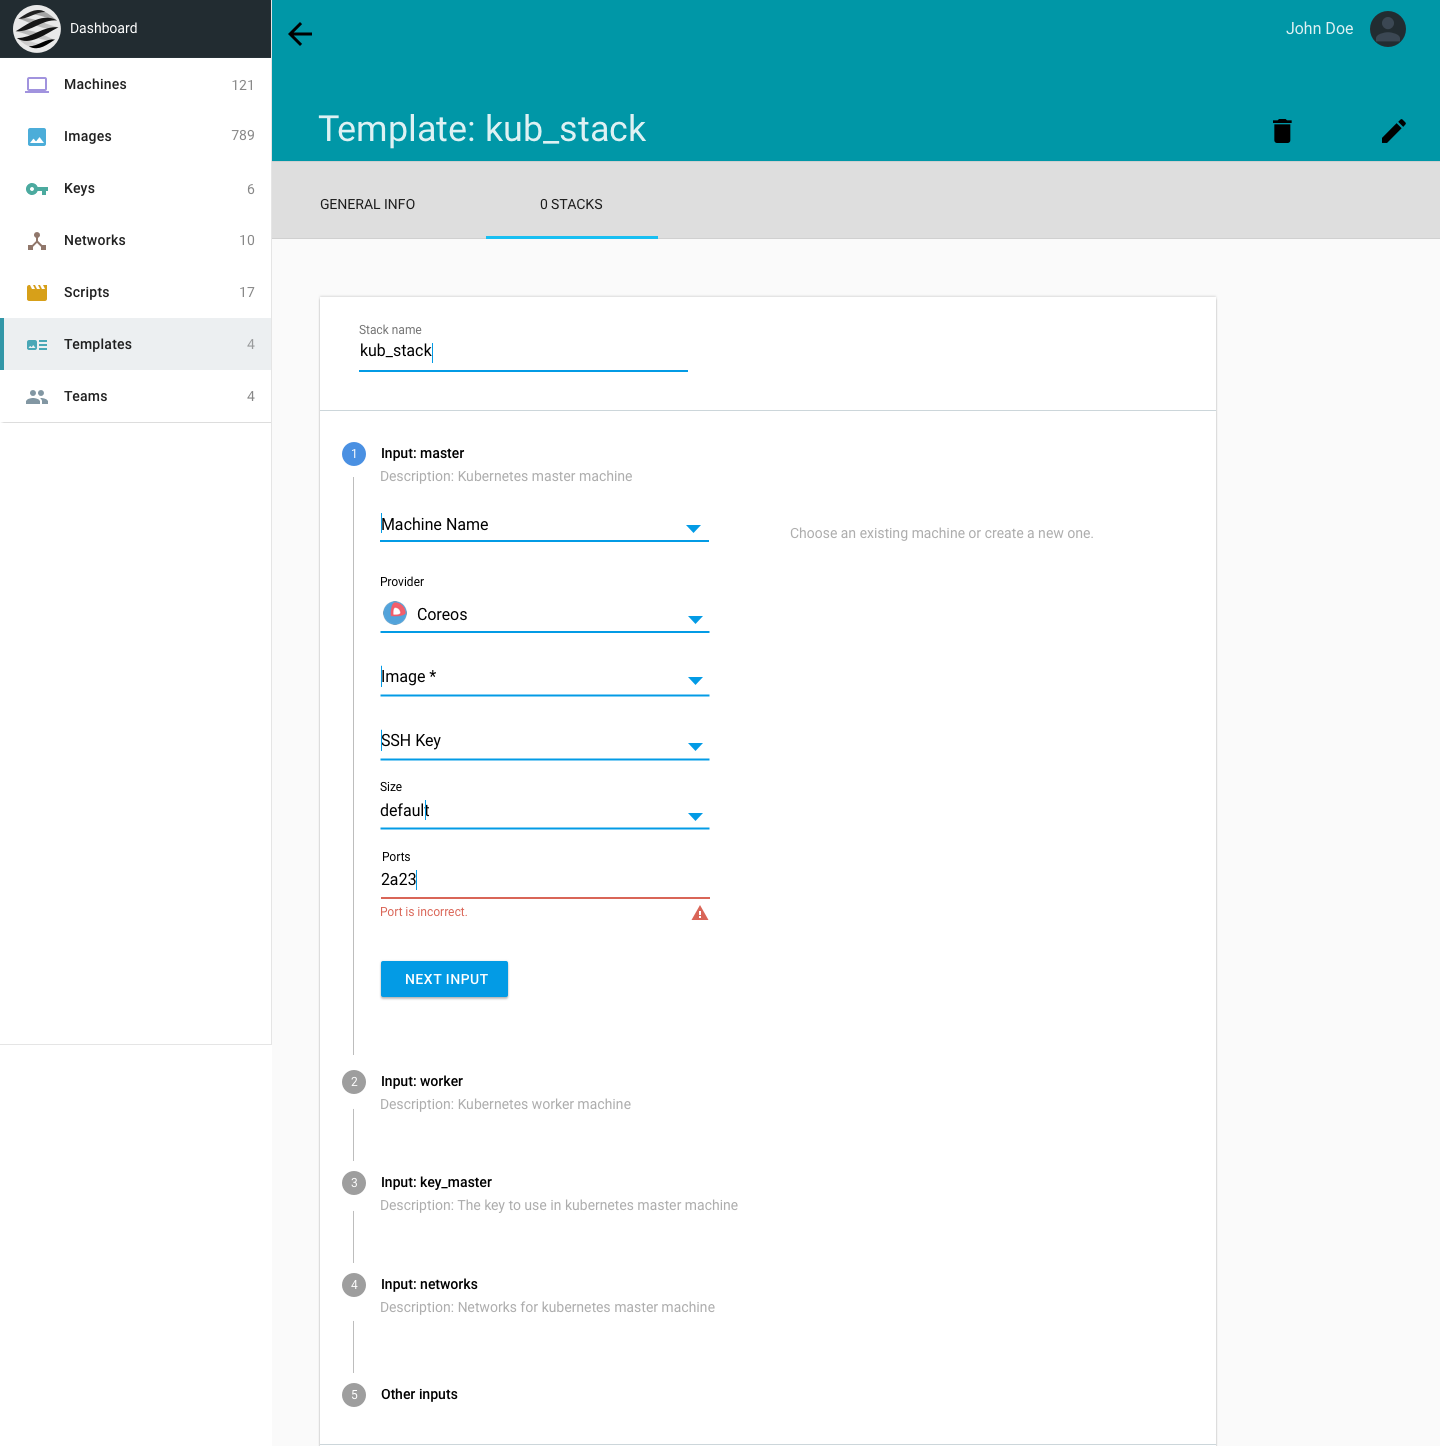 Dashboard
John Doe
Machines 121
Images 789
Keys 6
Networks 10
Scripts 17
Templates 4
Teams 4
Template: kub_stack
GENERAL INFO
0 STACKS
Stack name
kub_stack
1
Input: master
Description: Kubernetes master machine
Machine Name
Choose an existing machine or create a new one.
Provider
Coreos
Image *
SSH Key
Size
default
Ports
2a23
Port is incorrect.
NEXT INPUT
2
Input: worker
Description: Kubernetes worker machine
3
Input: key_master
Description: The key to use in kubernetes master machine
4
Input: networks
Description: Networks for kubernetes master machine
5
Other inputs